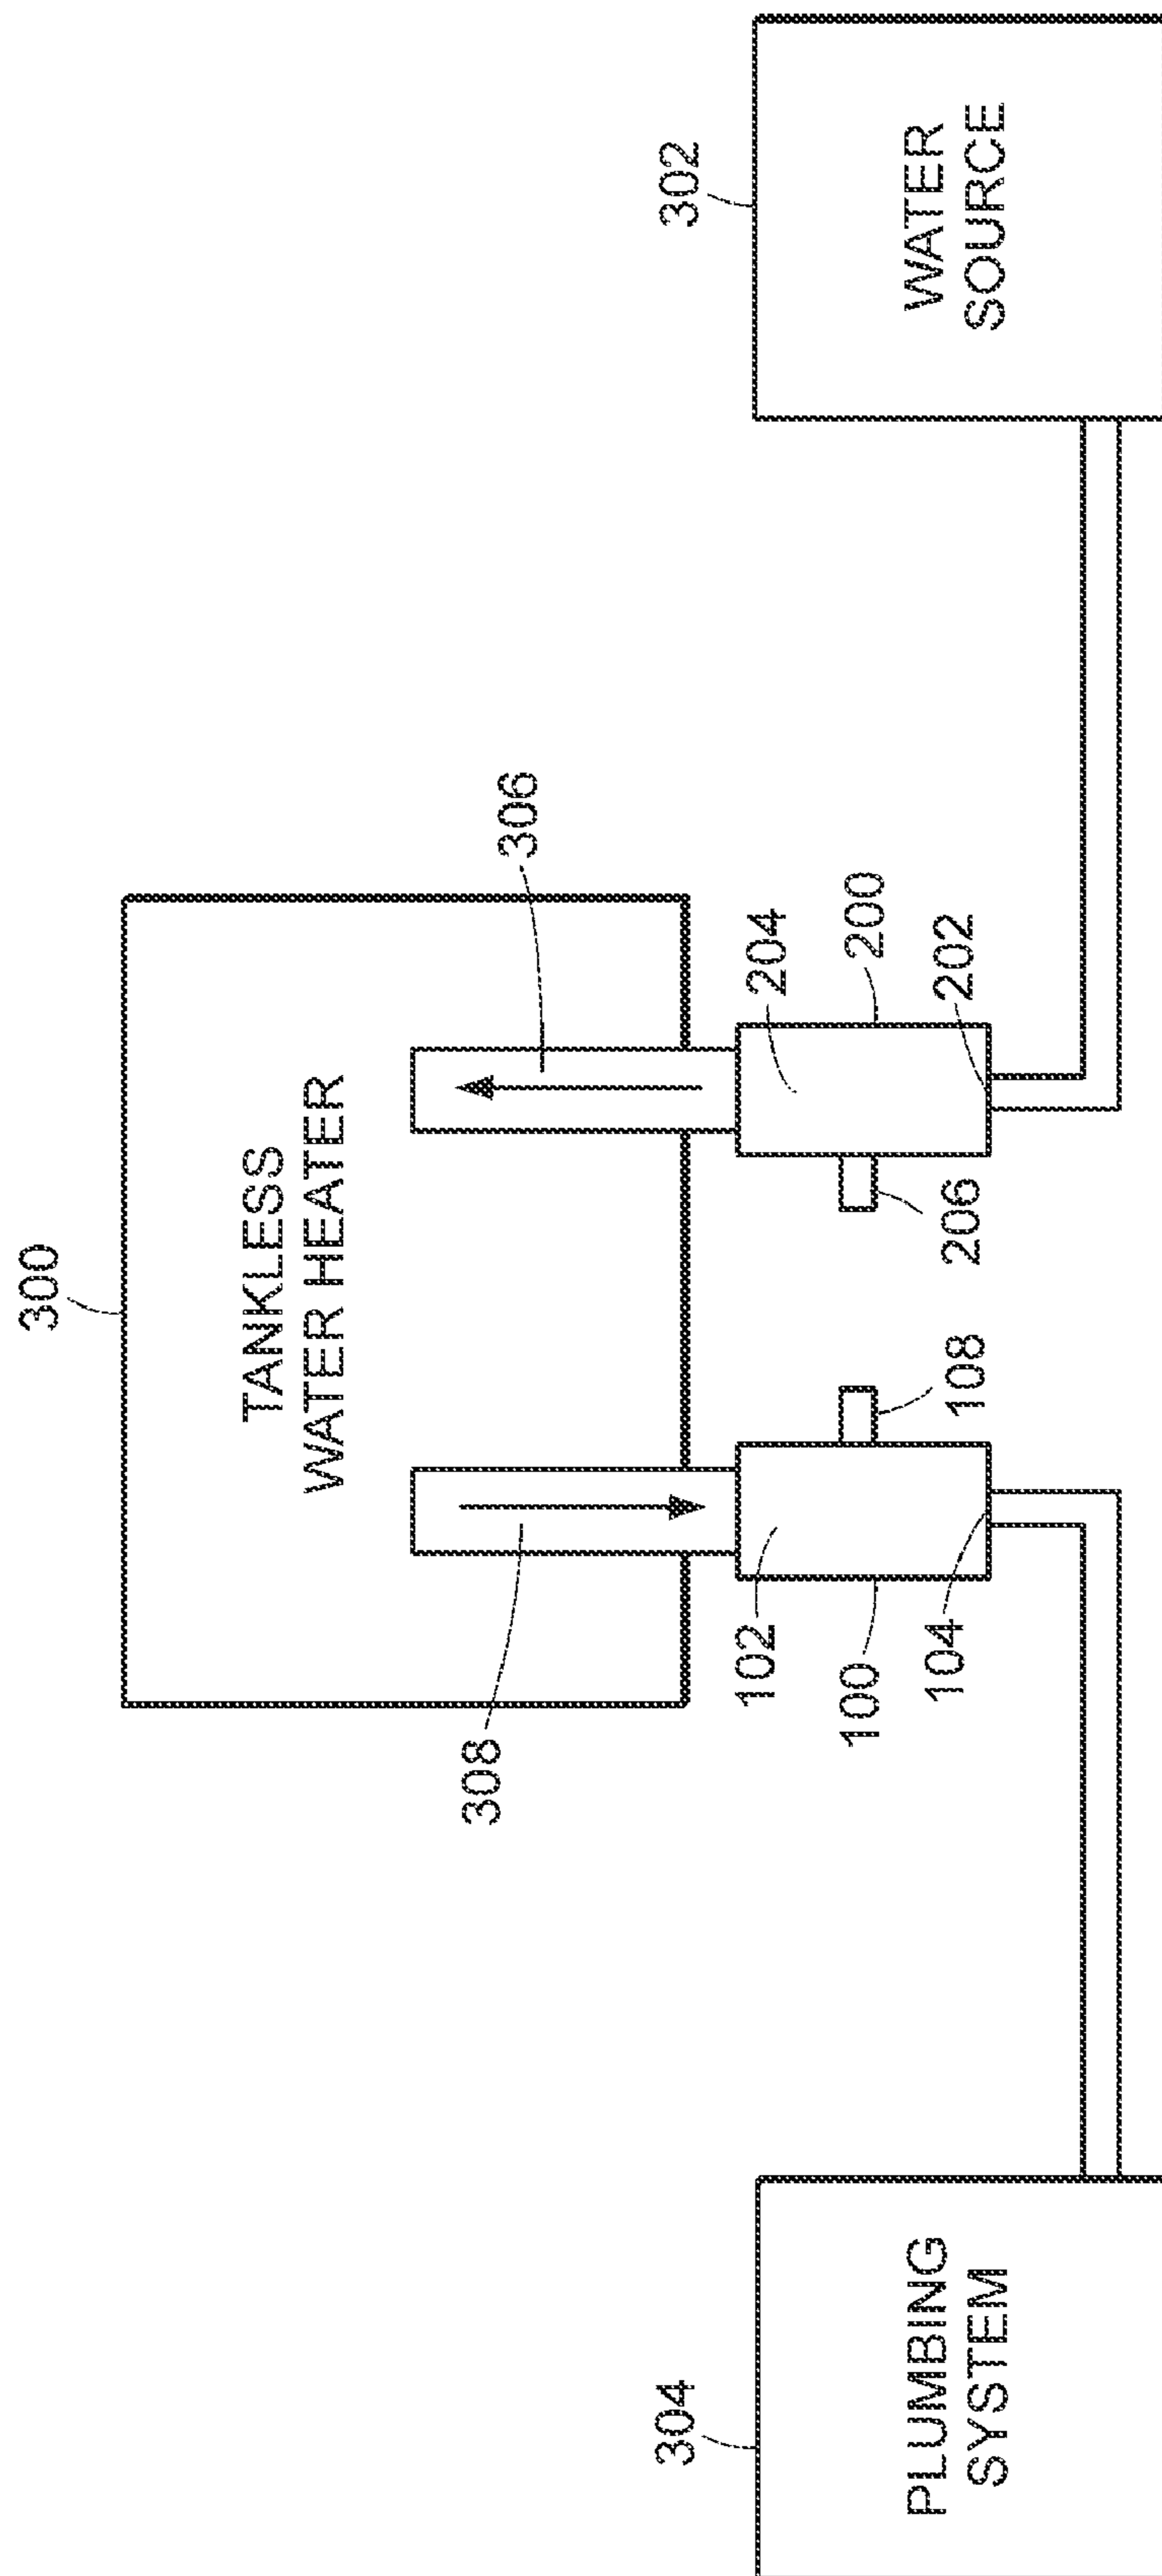 300
TANKLESS
WATER HEATER
308
306
304
PLUMBING
SYSTEM
302
WATER
SOURCE
102
100
104
108
204
200
202
206